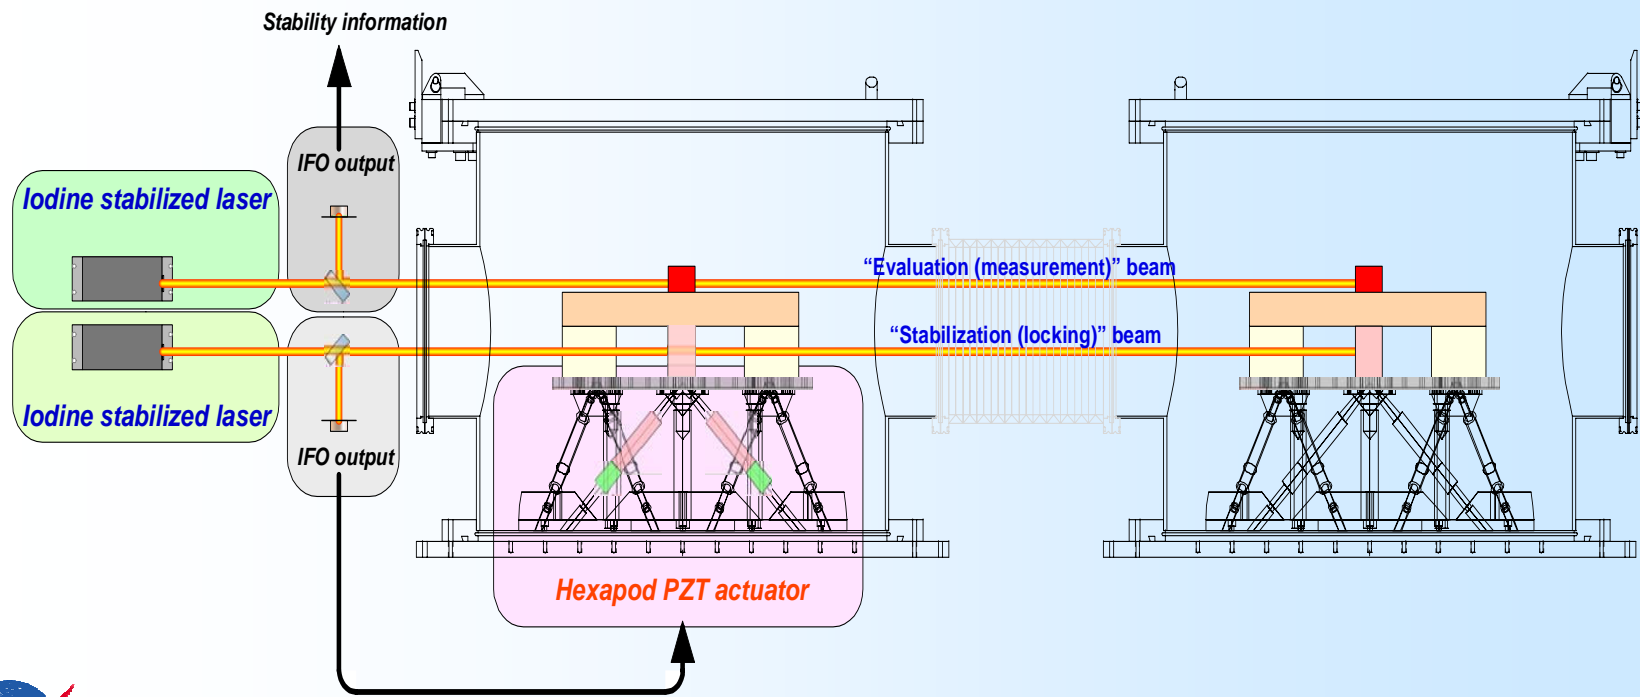 Stability information
IFO output
Iodine stabilized laser
“Evaluation (measurement)” beam
“Stabilization (locking)” beam
Iodine stabilized laser
IFO output
Hexapod PZT actuator